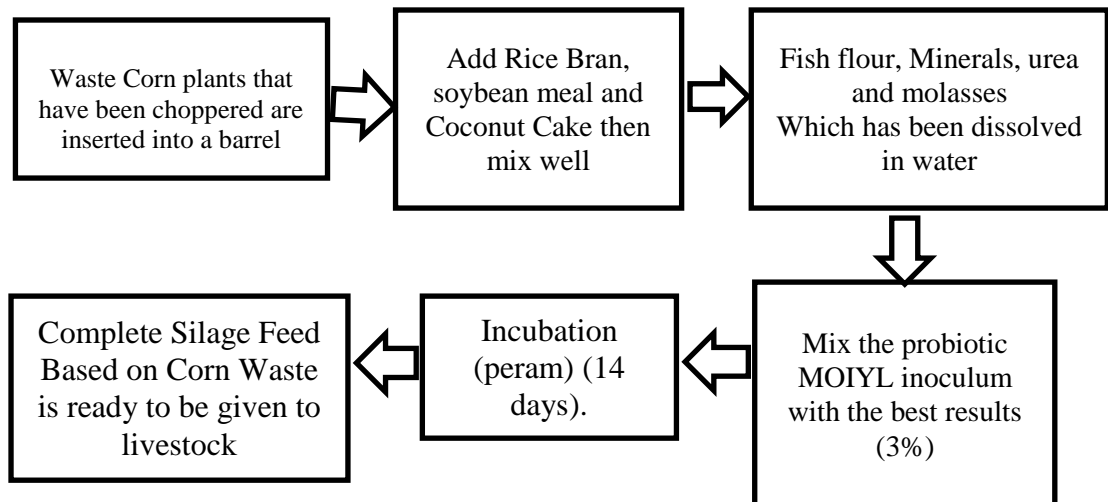 Waste Corn plants that
have been choppered are
inserted into a barrel
Add Rice Bran,
soybean meal and
Coconut Cake then
mix well
Fish flour, Minerals, urea
and molasses
Which has been dissolved
in water
Mix the probiotic
MOIYL inoculum
with the best results
(3%)
Incubation
(peram) (14
days).
Complete Silage Feed
Based on Corn Waste
is ready to be given to
livestock